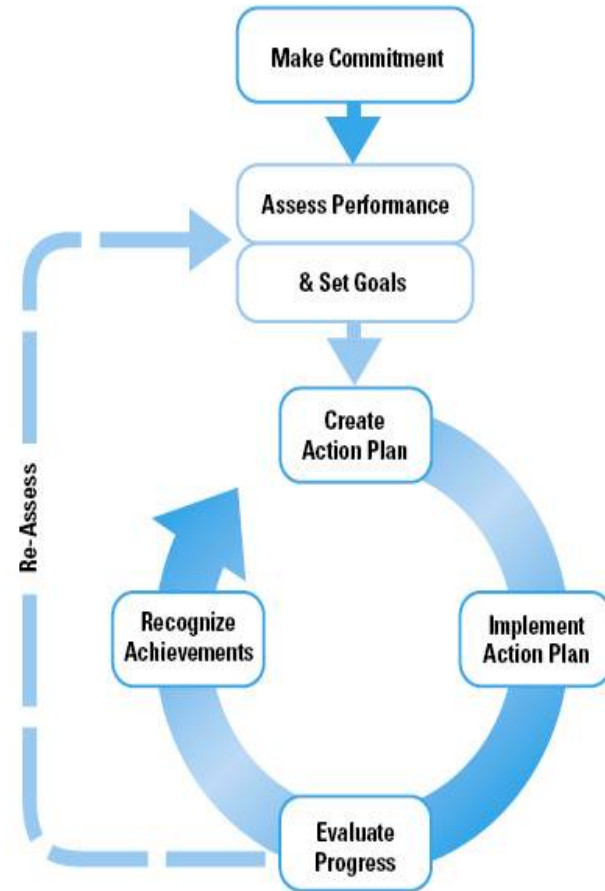 Make Commitment
Assess Performance
& Set Goals
Create
Action Plan
Re-Assess
Recognize
Achievements
Implement
Action Plan
Evaluate
Progress